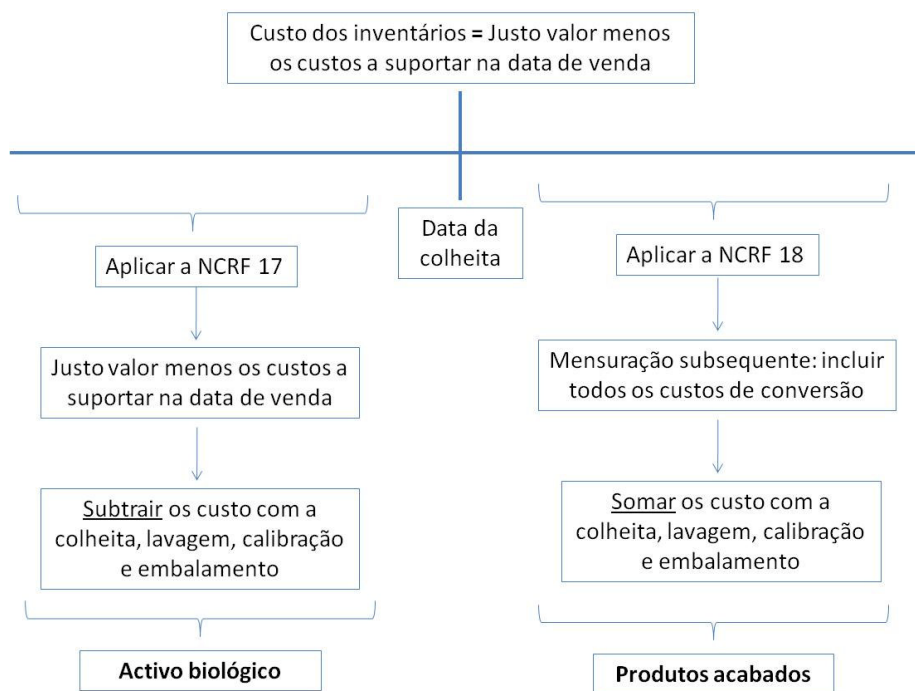 Custo dos inventários = Justo valor menos
os custos a suportar na data de venda
Data da
colheita
Aplicar a NCRF 17
Justo valor menos os custos a
suportar na data de venda
Subtrair os custo com a
colheita, lavagem, calibração
e embalamento
Activo biológico
Aplicar a NCRF 18
Mensuração subsequente: incluir
todos os custos de conversão
Somar os custo com a
colheita, lavagem, calibração
e embalamento
Produtos acabados